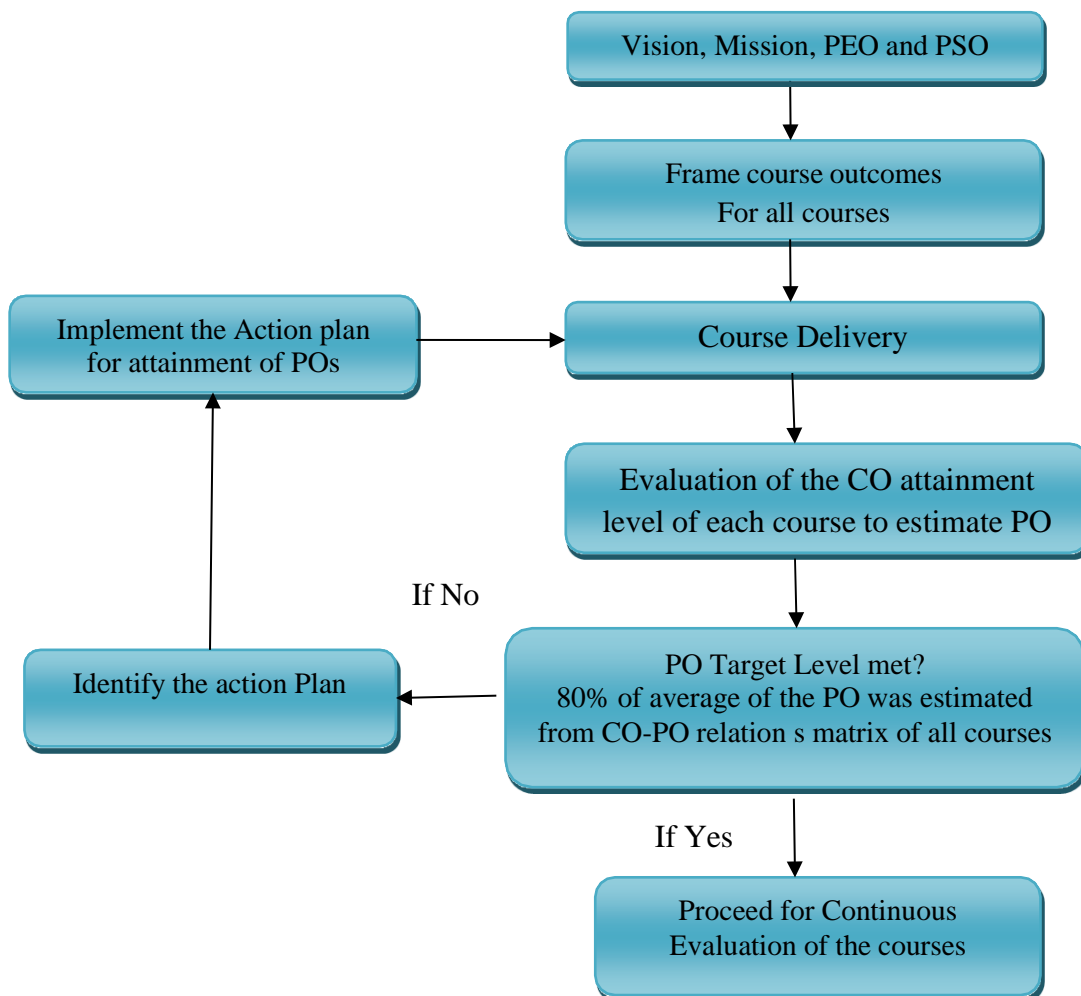 Vision, Mission, PEO and PSO
Frame course outcomes
For all courses
Implement the Action plan
for attainment of POs
Course Delivery
Evaluation of the CO attainment
level of each course to estimate PO
If No
Identify the action Plan
PO Target Level met?
80% of average of the PO was estimated
from CO-PO relation s matrix of all courses
If Yes
Proceed for Continuous
Evaluation of the courses